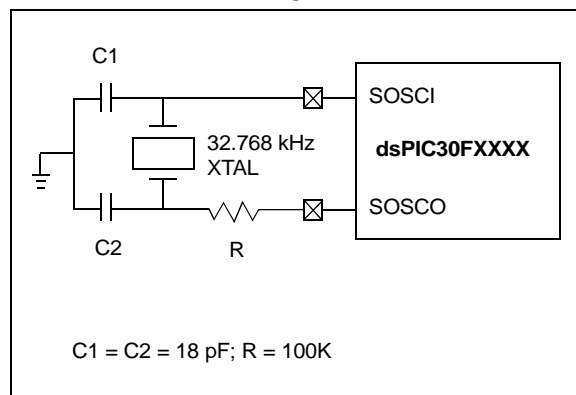 C1
SOSCI
32.768 kHz
XTAL
dsPIC30FXXXX
SOSCO
C2
R
C1 = C2 = 18 pF; R = 100K